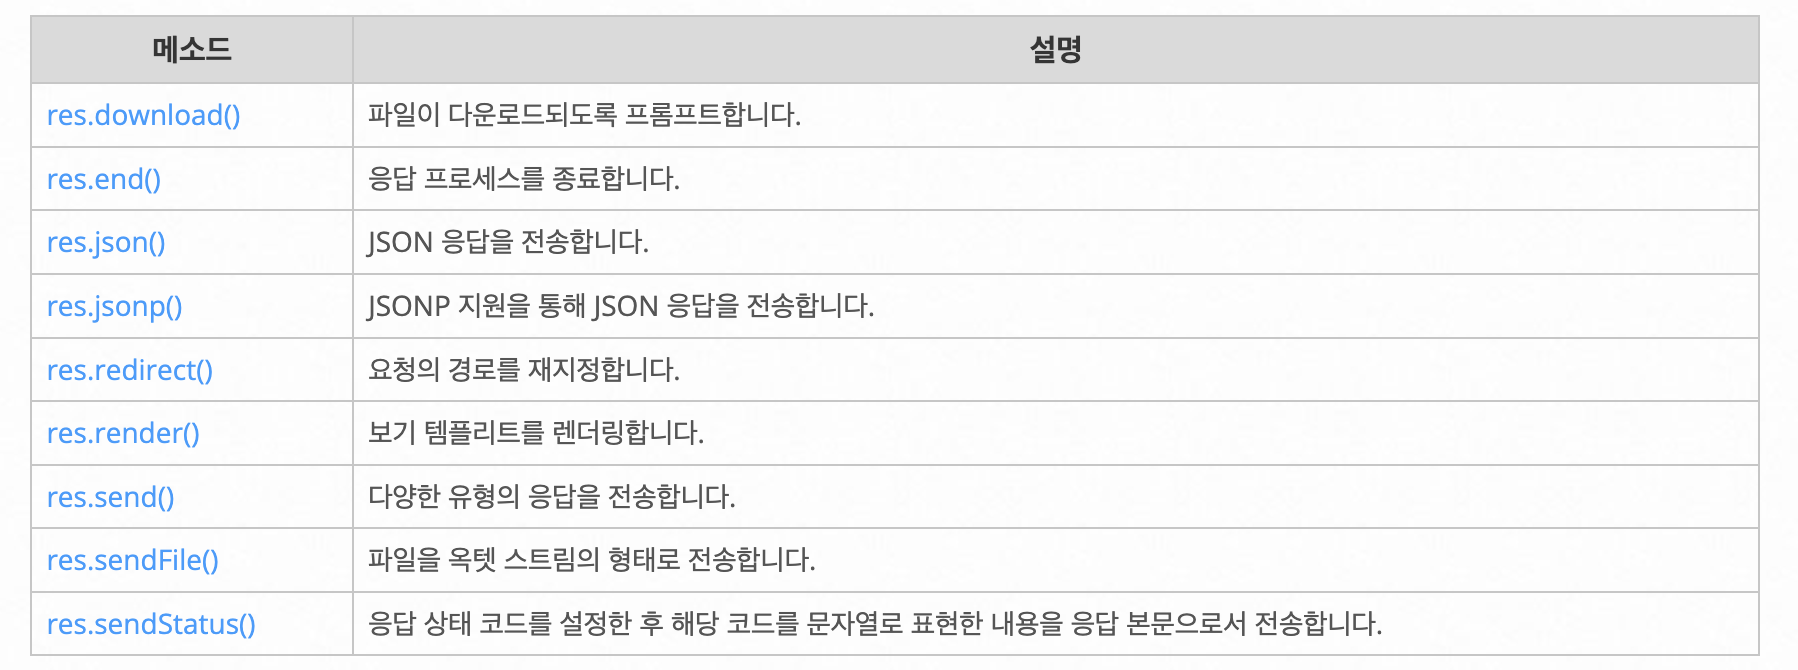 메소드 설명
res.download() 파일이 다운로드되도록 프롬프트합니다.
res.end() 응답 프로세스를 종료합니다.
res.json() JSON 응답을 전송합니다.
res.jsonp() JSONP 지원을 통해 JSON 응답을 전송합니다.
res.redirect() 요청의 경로를 재지정합니다.
res.render() 보기 템플리트를 렌더링합니다.
res.send() 다양한 유형의 응답을 전송합니다.
res.sendFile() 파일을 옥텟 스트림의 형태로 전송합니다.
res.sendStatus() 응답 상태 코드를 설정한 후 해당 코드를 문자열로 표현한 내용을 응답 본문으로서 전송합니다.